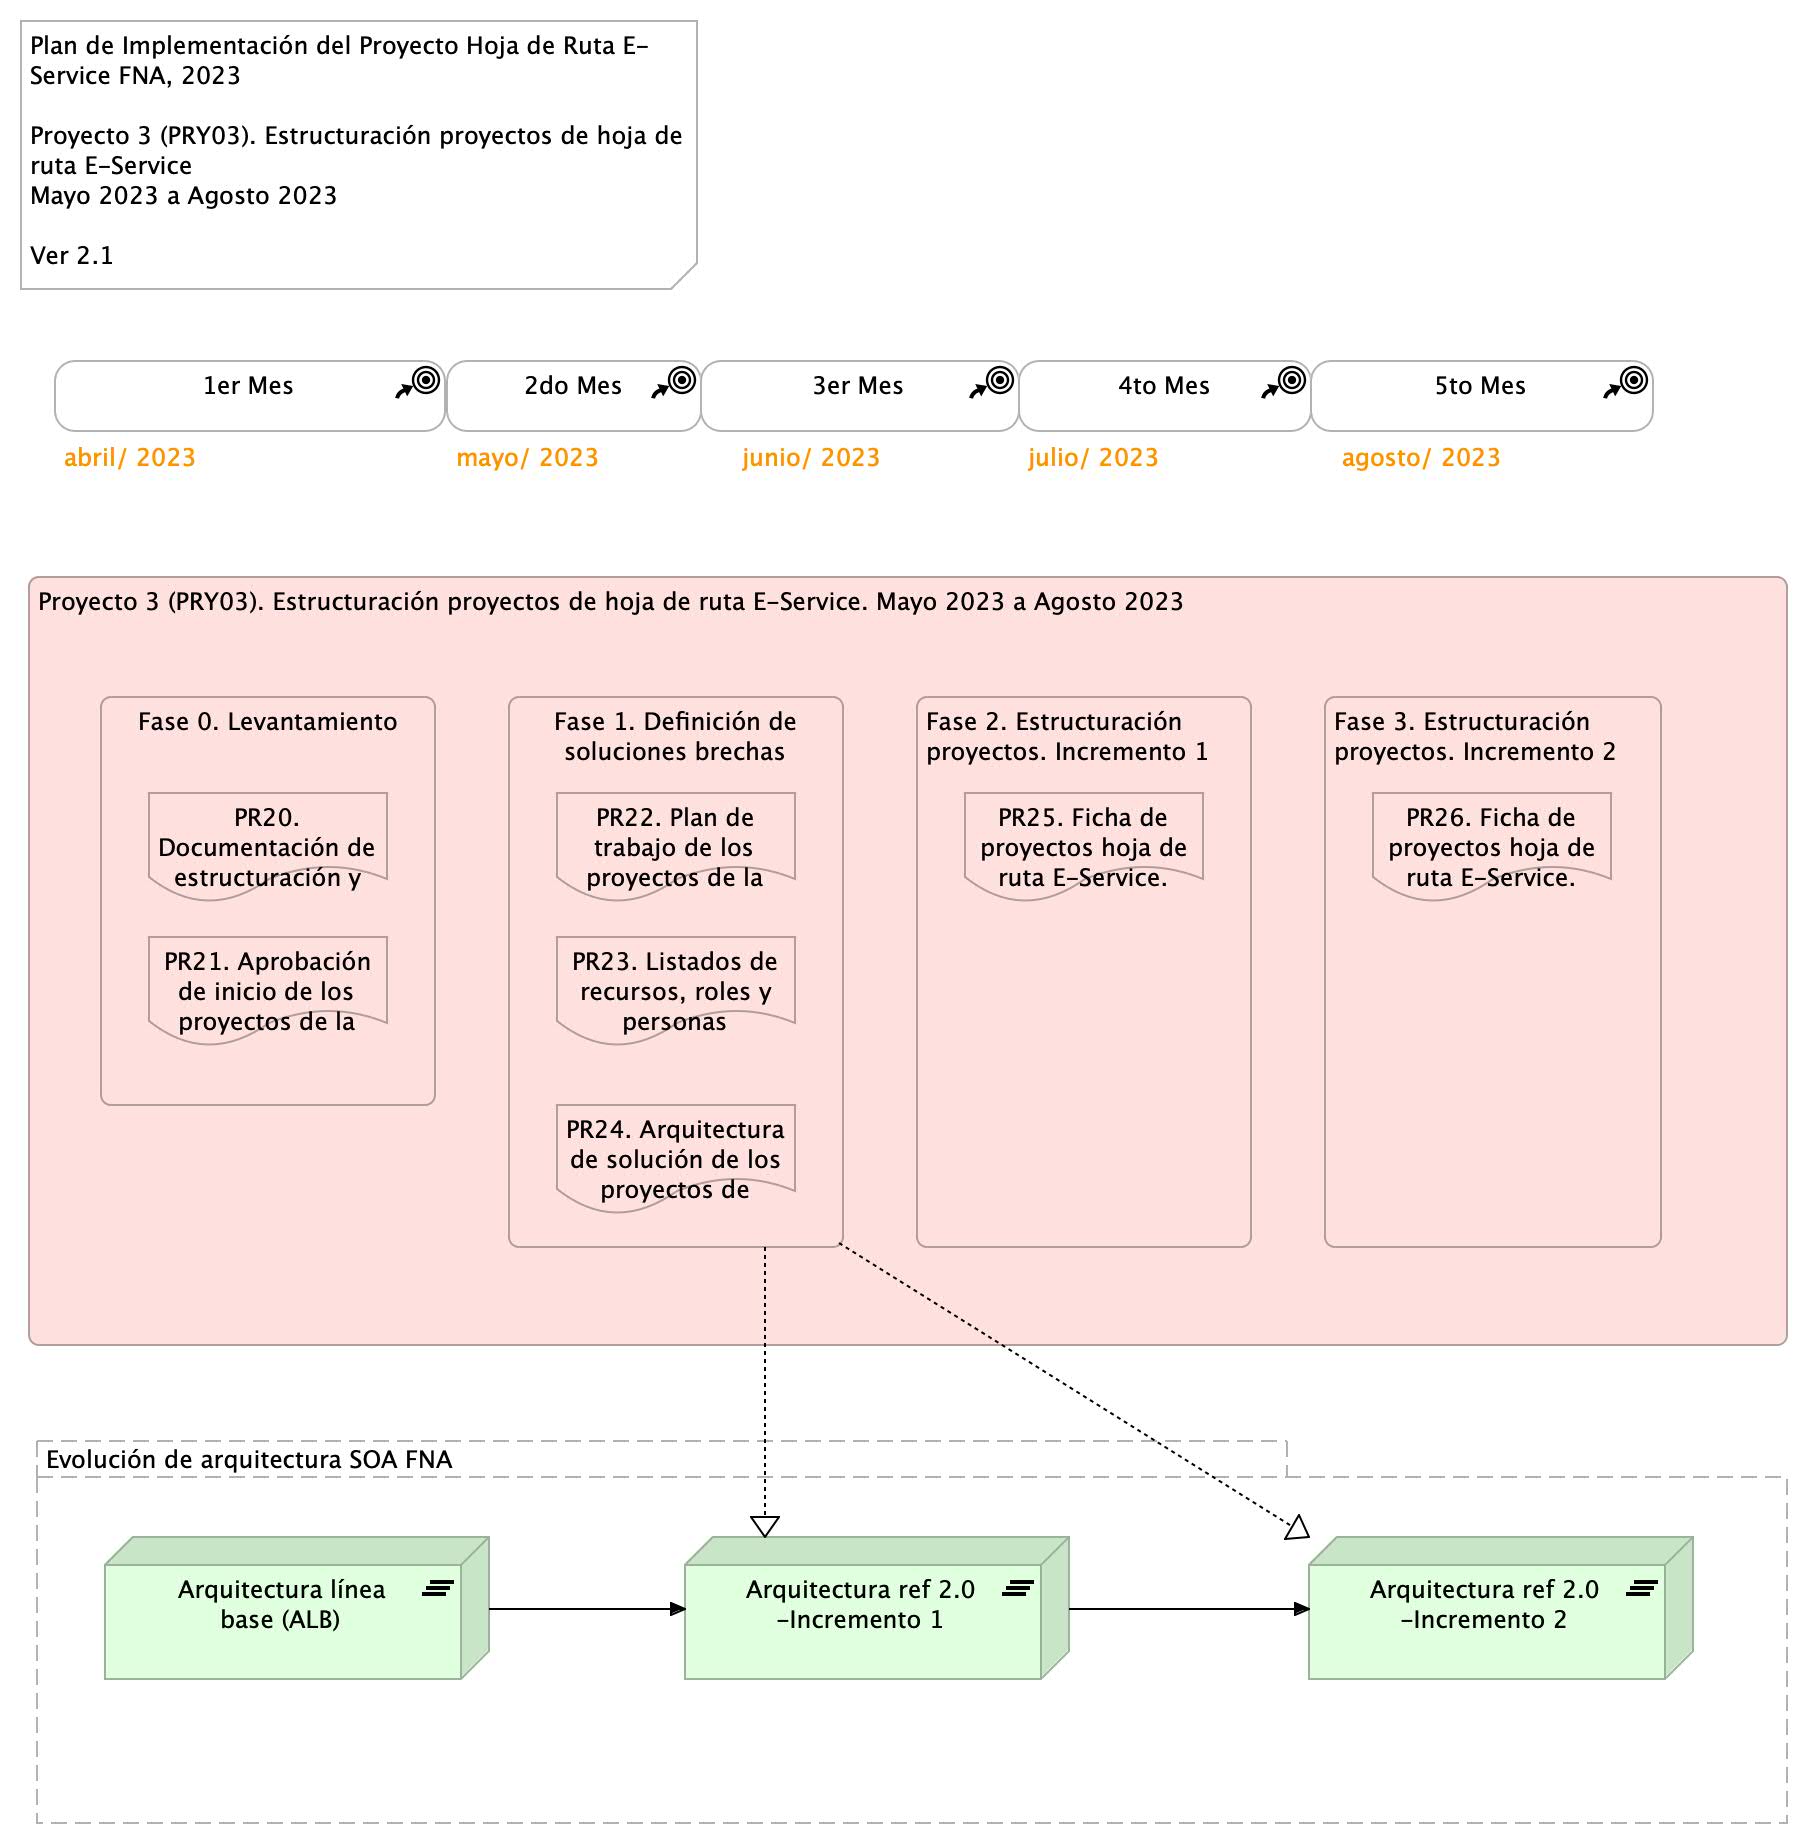 Plan de Implementación del Proyecto Hoja de Ruta E-
Service FNA, 2023
Proyecto 3 (PRY03). Estructuración proyectos de hoja de
ruta E-Service
Mayo 2023 a Agosto 2023
Ver 2.1
1er Mes
2do Mes
3er Mes
4to Mes
5to Mes
abril/ 2023
mayo/ 2023
junio/ 2023
julio/ 2023
agosto/ 2023
Proyecto 3 (PRY03). Estructuración proyectos de hoja de ruta E-Service. Mayo 2023 a Agosto 2023
Fase 0. Levantamiento
PR20.
Documentación de
estructuración y
PR21. Aprobación
de inicio de los
proyectos de la
Fase 1. Definición de
soluciones brechas
PR22. Plan de
trabajo de los
proyectos de la
PR23. Listados de
recursos, roles y
personas
PR24. Arquitectura
de solución de los
proyectos de
Fase 2. Estructuración
proyectos. Incremento 1
PR25. Ficha de
proyectos hoja de
ruta E-Service.
Fase 3. Estructuración
proyectos. Incremento 2
PR26. Ficha de
proyectos hoja de
ruta E-Service.
Evolución de arquitectura SOA FNA
Arquitectura línea
base (ALB)
Arquitectura ref 2.0
-Incremento 1
Arquitectura ref 2.0
-Incremento 2